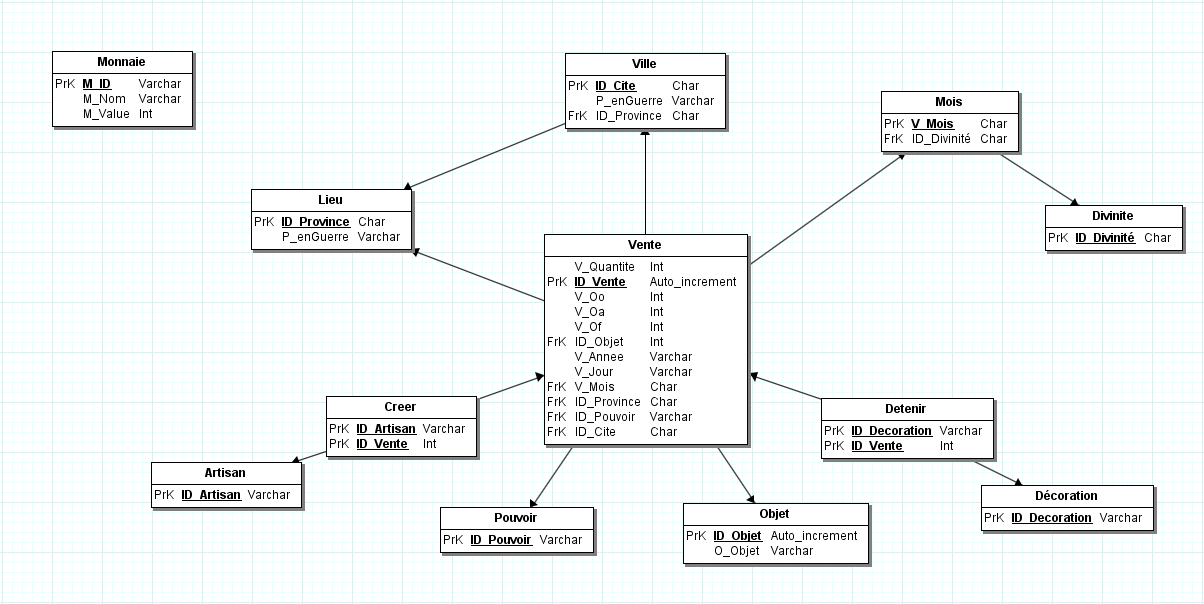 Monnaie
PrK M_ID Varchar
M_Nom Varchar
M_Value Int
Ville
PrK ID_Cite Char
P_enGuerre Varchar
FrK ID_Province Char
Mois
PrK V_Mois Char
FrK ID_Divinité Char
Lieu
PrK ID_Province Char
P_enGuerre Varchar
Divinite
PrK ID_Divinité Char
Vente
V_Quantite Int
PrK ID_Vente Auto_increment
V_Oo Int
V_Oa Int
V_Of Int
FrK ID_Objet Int
V_Annee Varchar
V_Jour Varchar
FrK V_Mois Char
FrK ID_Province Char
FrK ID_Pouvoir Varchar
FrK ID_Cite Char
Creer
PrK ID_Artisan Varchar
PrK ID_Vente Int
Detenir
PrK ID_Decoration Varchar
PrK ID_Vente Int
Artisan
PrK ID_Artisan Varchar
Pouvoir
PrK ID_Pouvoir Varchar
Objet
PrK ID_Objet Auto_increment
O_Objet Varchar
Décoration
PrK ID_Decoration Varchar